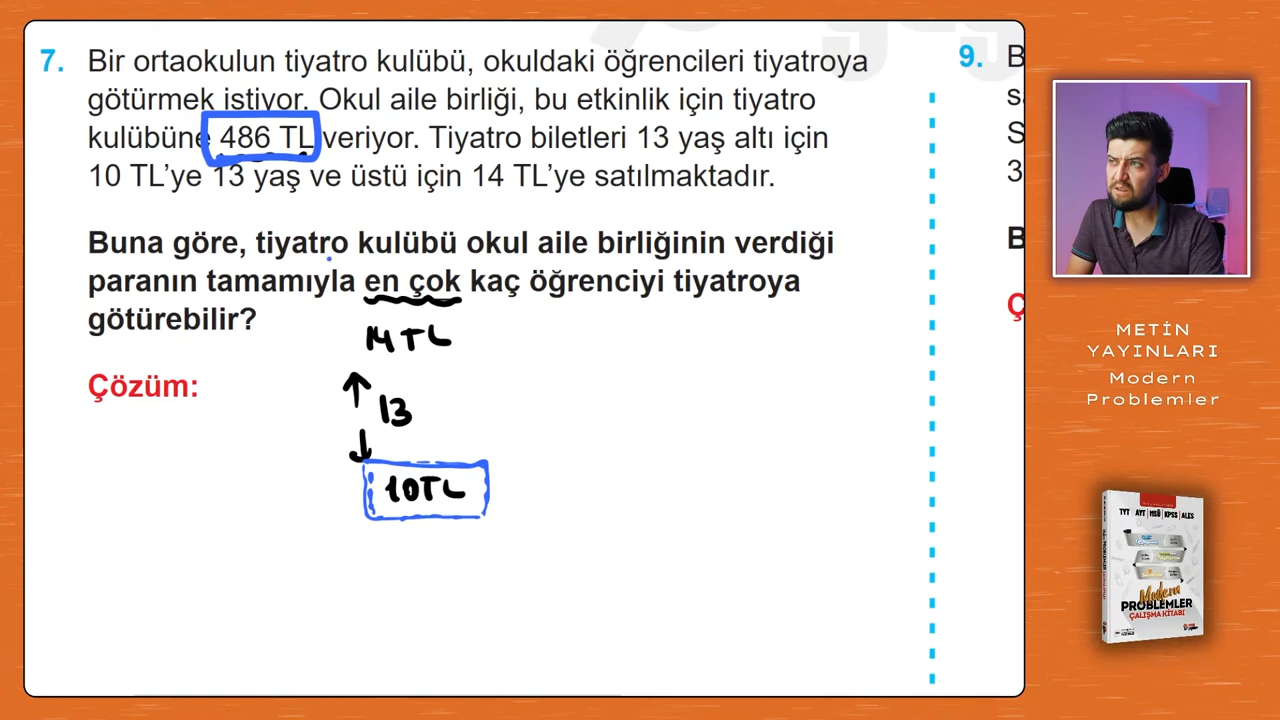 7. Bir ortaokulun tiyatro kulübü, okuldaki öğrencileri tiyatroya
götürmek istiyor. Okul aile birliği, bu etkinlik için tiyatro
kulübüne 486 TL veriyor. Tiyatro biletleri 13 yaş altı için
10 TL’ye 13 yaş ve üstü için 14 TL’ye satılmaktadır.
Buna göre, tiyatro kulübü okul aile birliğinin verdiği
paranın tamamıyla en çok kaç öğrenciyi tiyatroya
götürebilir?
14 TL
Çözüm:
13
10TL
9. B
S
3
B
Ç
METİN
YAYINLARI
Modern
Problemler
TYT AYT MSÜ KPSS ALES
Modern
PROBLEMLER
ÇALIŞMA KİTABI